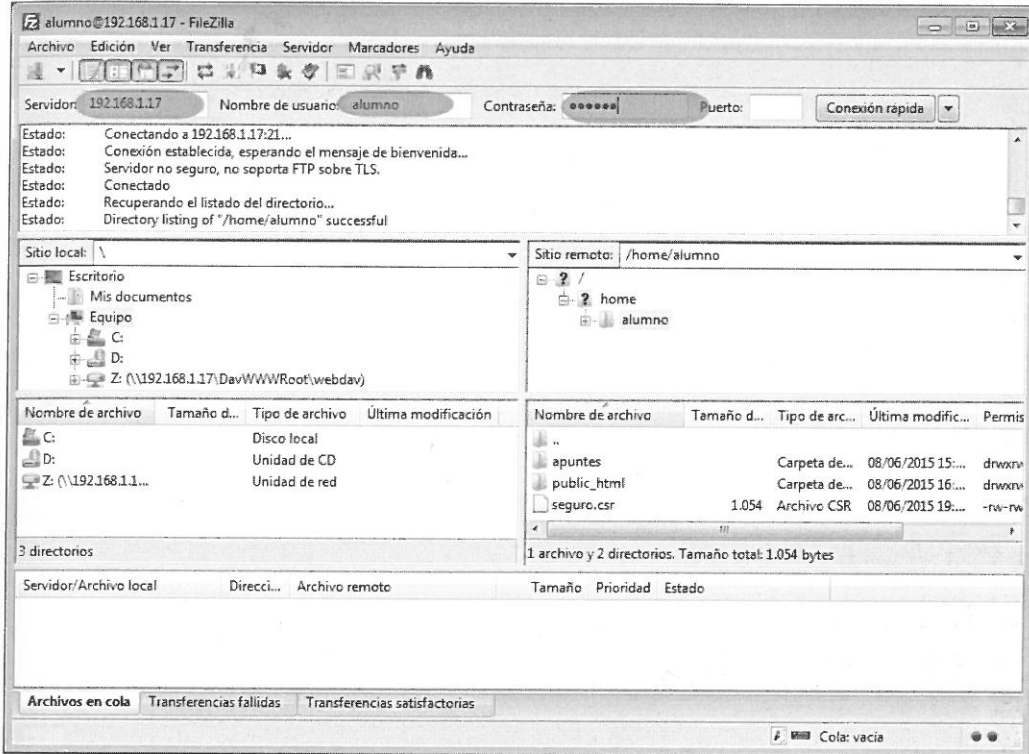 alumno@192.168.1.17 - FileZilla
Archivo Edición Ver Transferencia Servidor Marcadores Ayuda
Servidor: 192.168.1.17 Nombre de usuario: alumno Contraseña: ●●●●●● Puerto: Conexión rápida
Estado: Conectando a 192.168.1.17:21...
Estado: Conexión establecida, esperando el mensaje de bienvenida...
Estado: Servidor no seguro, no soporta FTP sobre TLS.
Estado: Conectado
Estado: Recuperando el listado del directorio...
Estado: Directory listing of "/home/alumno" successful
Sitio local: \
Escritorio
Mis documentos
Equipo
C:
D:
Z: (\\192.168.1.17\DavWWWRoot\webdav)
Sitio remoto: /home/alumno
/
home
alumno
Nombre de archivo Tamaño d... Tipo de archivo Última modificación
C: Disco local
D: Unidad de CD
Z: (\\192.168.1.1... Unidad de red
3 directorios
Nombre de archivo Tamaño d... Tipo de arc... Última modific... Permis
..
apuntes Carpeta de... 08/06/2015 15:... drwxrw
public_html Carpeta de... 08/06/2015 16:... drwxrw
seguro.csr 1.054 Archivo CSR 08/06/2015 19:... -rw-rw
1 archivo y 2 directorios. Tamaño total: 1.054 bytes
Servidor/Archivo local Direcci... Archivo remoto Tamaño Prioridad Estado
Archivos en cola Transferencias fallidas Transferencias satisfactorias
Cola: vacía